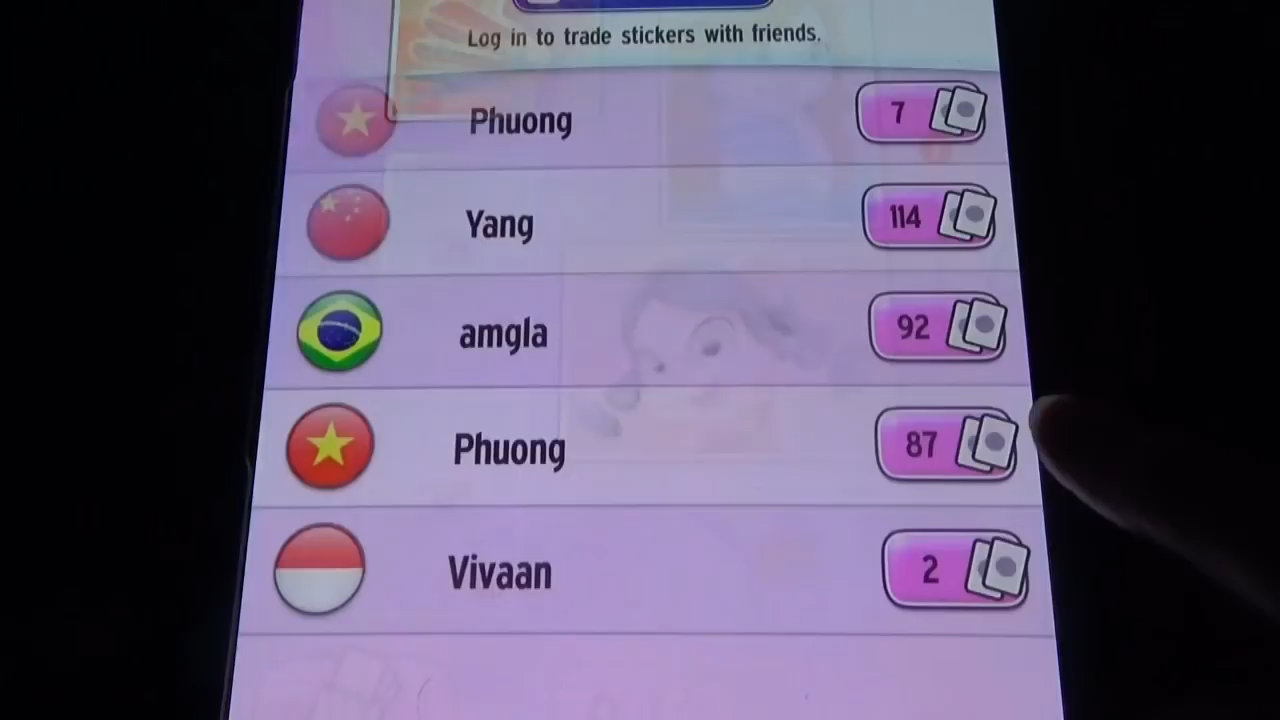 Log in to trade stickers with friends.
Phuong 7
Yang 114
amgla 92
Phuong 87
Vivaan 2